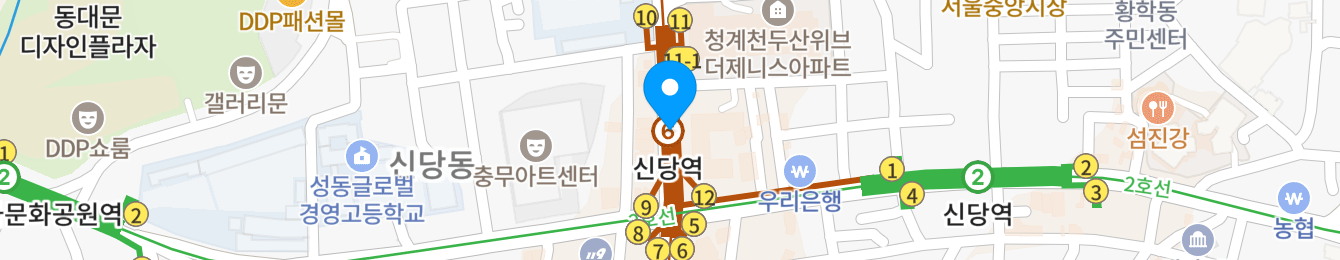 동대문
디자인플라자
DDP패션몰
10
11
11-1
청계천두산위브
더제니스아파트
서울중앙시장
황학동
주민센터
갤러리문
DDP쇼룸
6
섬진강
1
2
문화공원역
2
신당동
성동글로벌
경영고등학교
충무아트센터
신당역
우리은행
1
4
2
신당역
2
3
2호선
농협
9
12
2호선
8
5
7
6